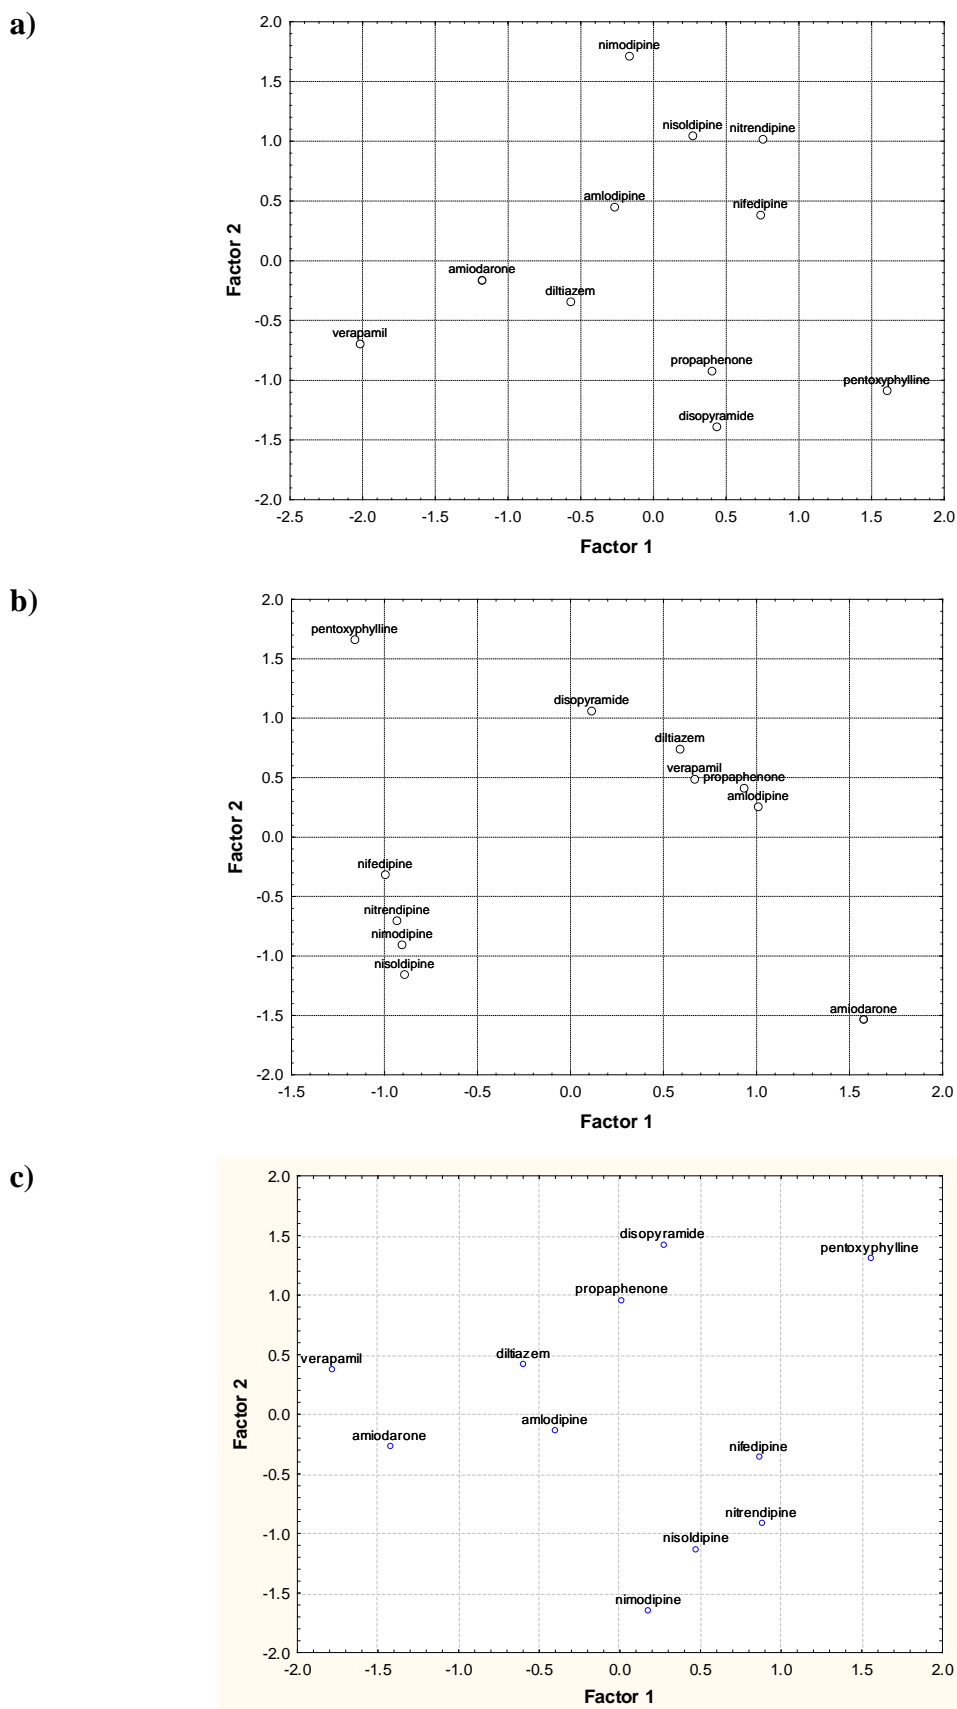 a)
2.0
nimodipine
1.5
nisoldipine nitrendipine
1.0
amlodipine nifedipine
0.5
Factor 2
0.0
amiodarone
diltiazem
-0.5
verapamil
propaphenone
-1.0
pentoxyphylline
disopyramide
-1.5
-2.0
-2.5 -2.0 -1.5 -1.0 -0.5 0.0 0.5 1.0 1.5 2.0
Factor 1
b)
2.0
pentoxyphylline
1.5
disopyramide
1.0
diltiazem
verapamil
propaphenone
0.5
amlodipine
Factor 2
0.0
nifedipine
-0.5
nitrendipine
nimodipine
-1.0
nisoldipine
amiodarone
-1.5
-2.0
-1.5 -1.0 -0.5 0.0 0.5 1.0 1.5 2.0
Factor 1
c)
2.0
disopyramide
1.5
pentoxyphylline
propaphenone
1.0
diltiazem
verapamil
0.5
amlodipine
0.0
Factor 2
amiodarone
nifedipine
-0.5
nitrendipine
-1.0
nisoldipine
-1.5
nimodipine
-2.0
-2.0 -1.5 -1.0 -0.5 0.0 0.5 1.0 1.5 2.0
Factor 1